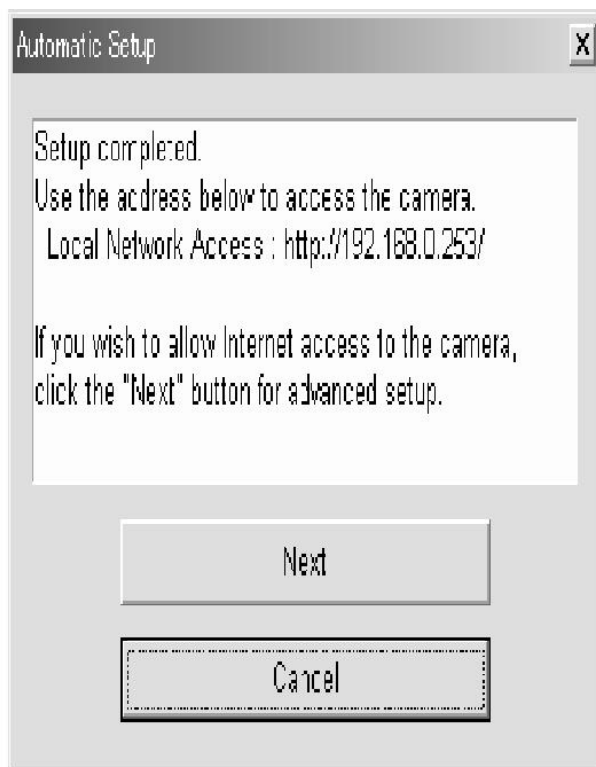 Automatic Setup
X
Setup completed.
Use the address below to access the camera.
Local Network Access : http://192.168.0.253/
If you wish to allow Internet access to the camera,
click the "Next" button for advanced setup.
Next
Cancel